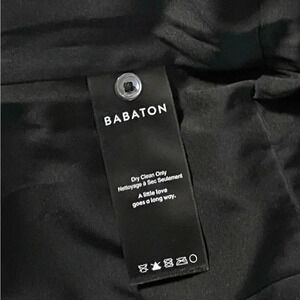 BABATON
Dry Clean Only
Nettoyage à Sec Seulement
A little love
goes a long way.